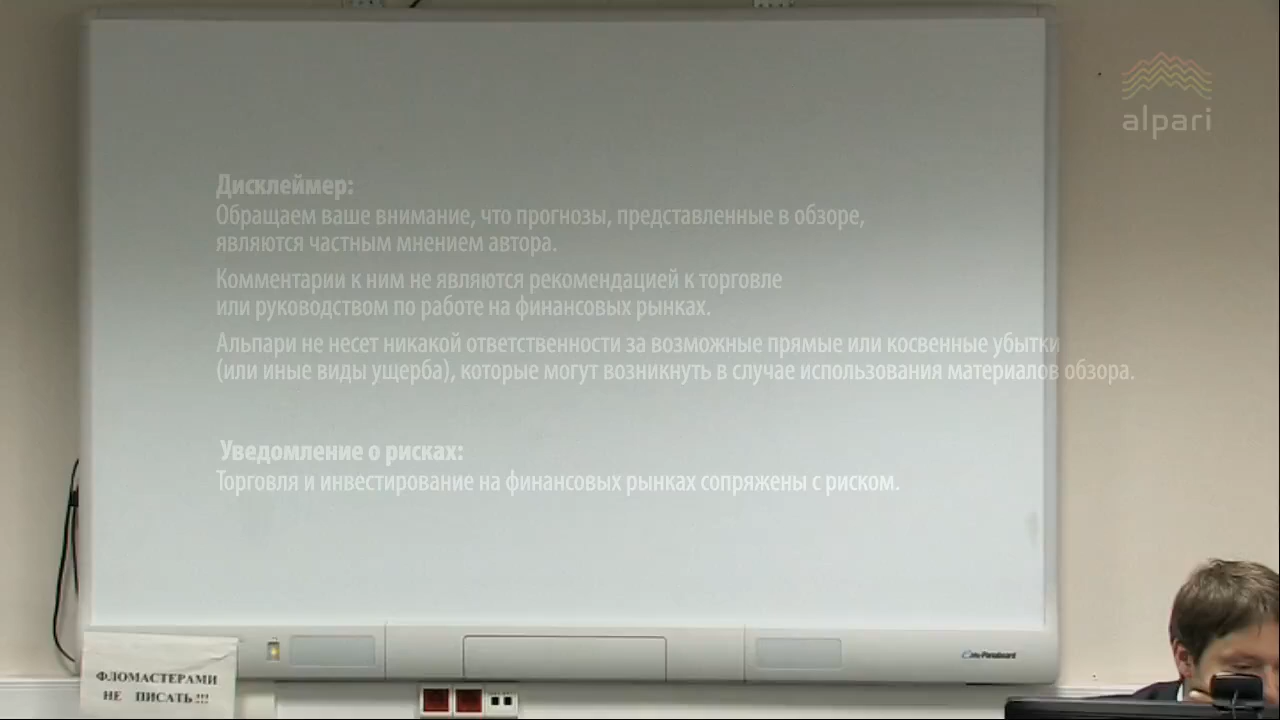 alpari
Дисклеймер:
Обращаем ваше внимание, что прогнозы, представленные в обзоре,
являются частным мнением автора.
Комментарии к ним не являются рекомендацией к торговле
или руководством по работе на финансовых рынках.
Альпари не несет никакой ответственности за возможные прямые или косвенные убытки
(или иные виды ущерба), которые могут возникнуть в случае использования материалов обзора.
Уведомление о рисках:
Торговля и инвестирование на финансовых рынках сопряжены с риском.
Panaboard
ФЛОМАСТЕРАМИ
НЕ ПИСАТЬ!!!